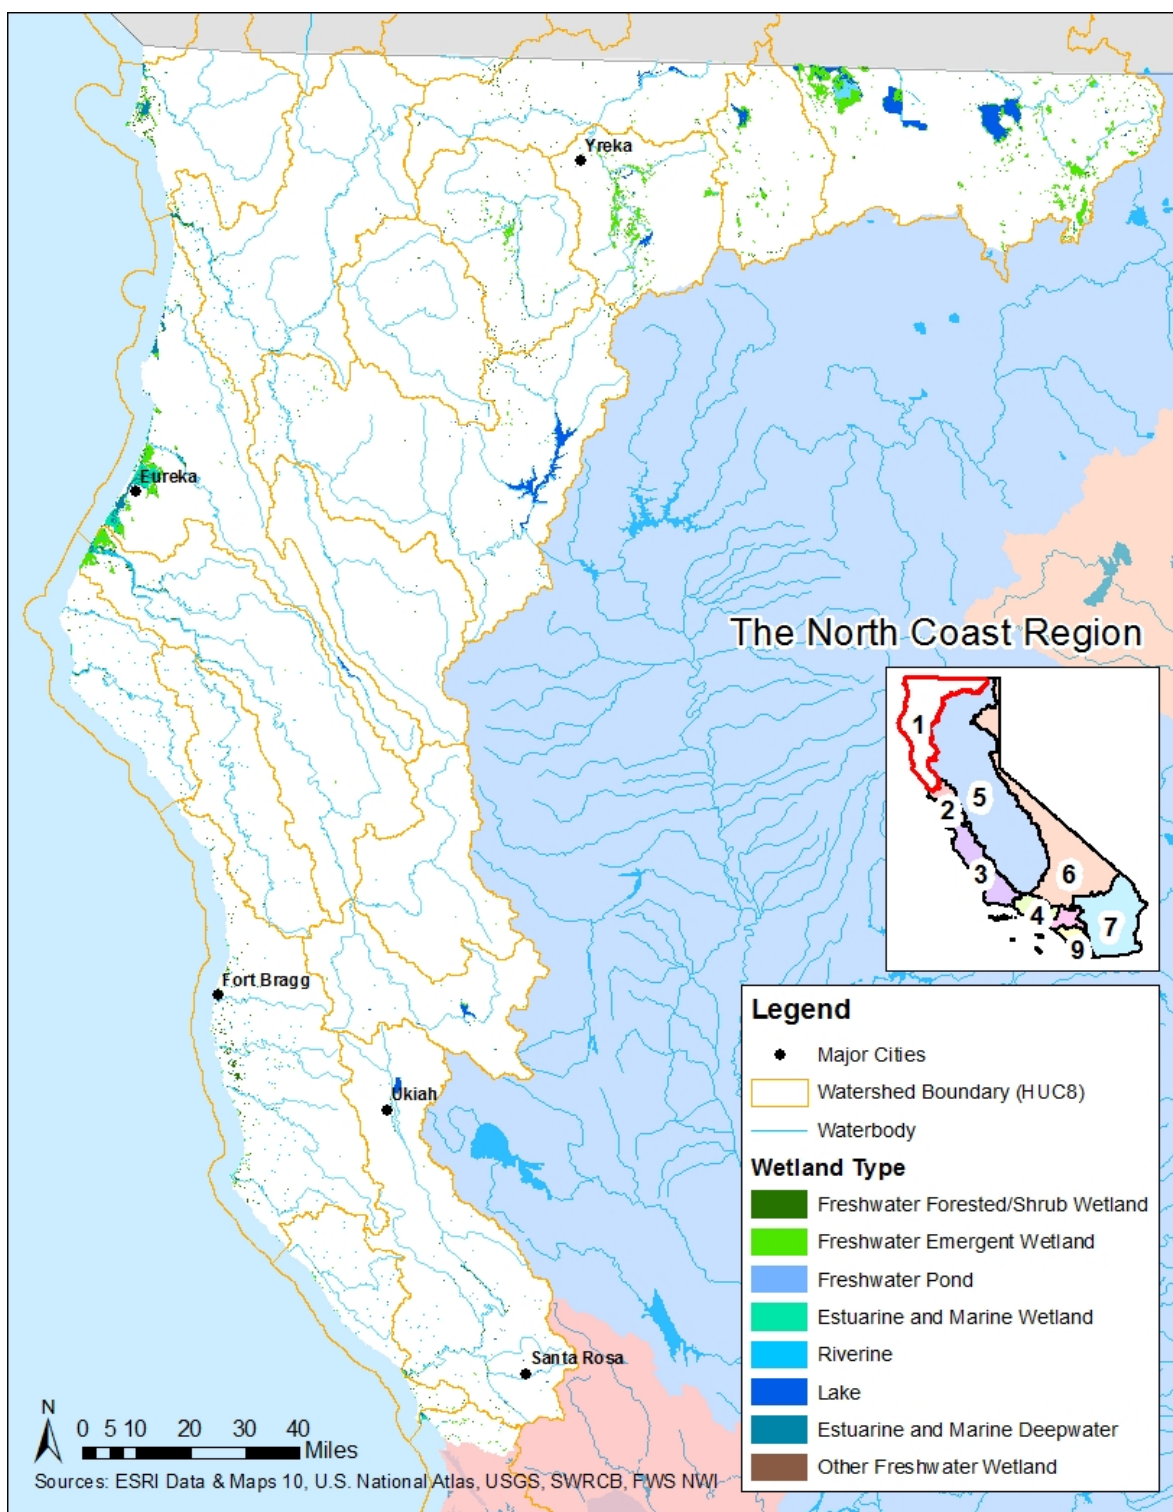 Yreka
Eureka
The North Coast Region
1
5
2
3
6
4
7
9
Fort Bragg
Ukiah
Santa Rosa
Legend
Major Cities
Watershed Boundary (HUC8)
Waterbody
Wetland Type
Freshwater Forested/Shrub Wetland
Freshwater Emergent Wetland
Freshwater Pond
Estuarine and Marine Wetland
Riverine
Lake
Estuarine and Marine Deepwater
Other Freshwater Wetland
N
0 5 10 20 30 40
Miles
Sources: ESRI Data & Maps 10, U.S. National Atlas, USGS, SWRCB, FWS NWI